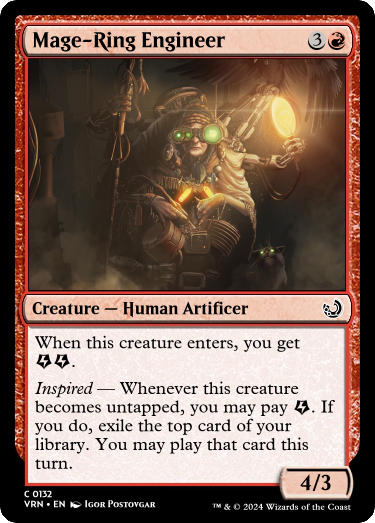 Mage-Ring Engineer 3
Creature — Human Artificer
When this creature enters, you get
.
Inspired — Whenever this creature
becomes untapped, you may pay . If
you do, exile the top card of your
library. You may play that card this
turn.
4/3
C 0132
VRN • EN Igor Postovgar
™ & © 2024 Wizards of the Coast